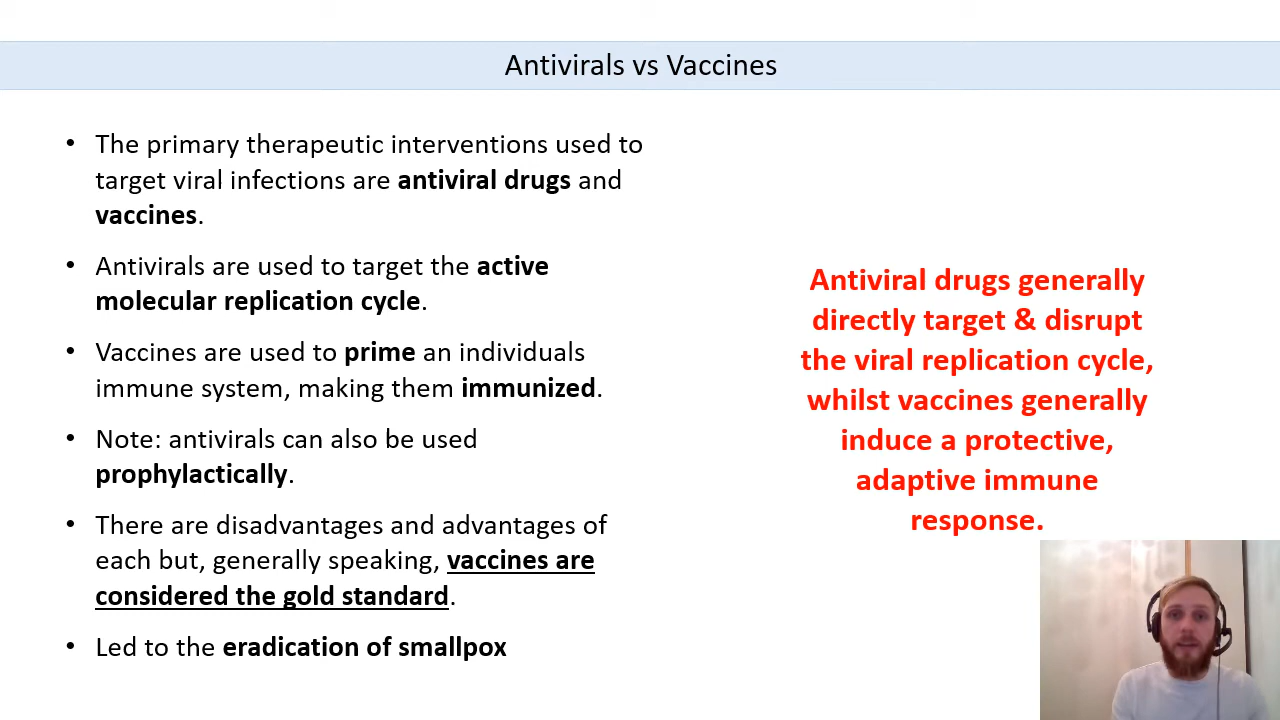 Antivirals vs Vaccines
• The primary therapeutic interventions used to
target viral infections are antiviral drugs and
vaccines.
• Antivirals are used to target the active
molecular replication cycle.
• Vaccines are used to prime an individuals
immune system, making them immunized.
• Note: antivirals can also be used
prophylactically.
• There are disadvantages and advantages of
each but, generally speaking, vaccines are
considered the gold standard.
• Led to the eradication of smallpox
Antiviral drugs generally
directly target & disrupt
the viral replication cycle,
whilst vaccines generally
induce a protective,
adaptive immune
response.